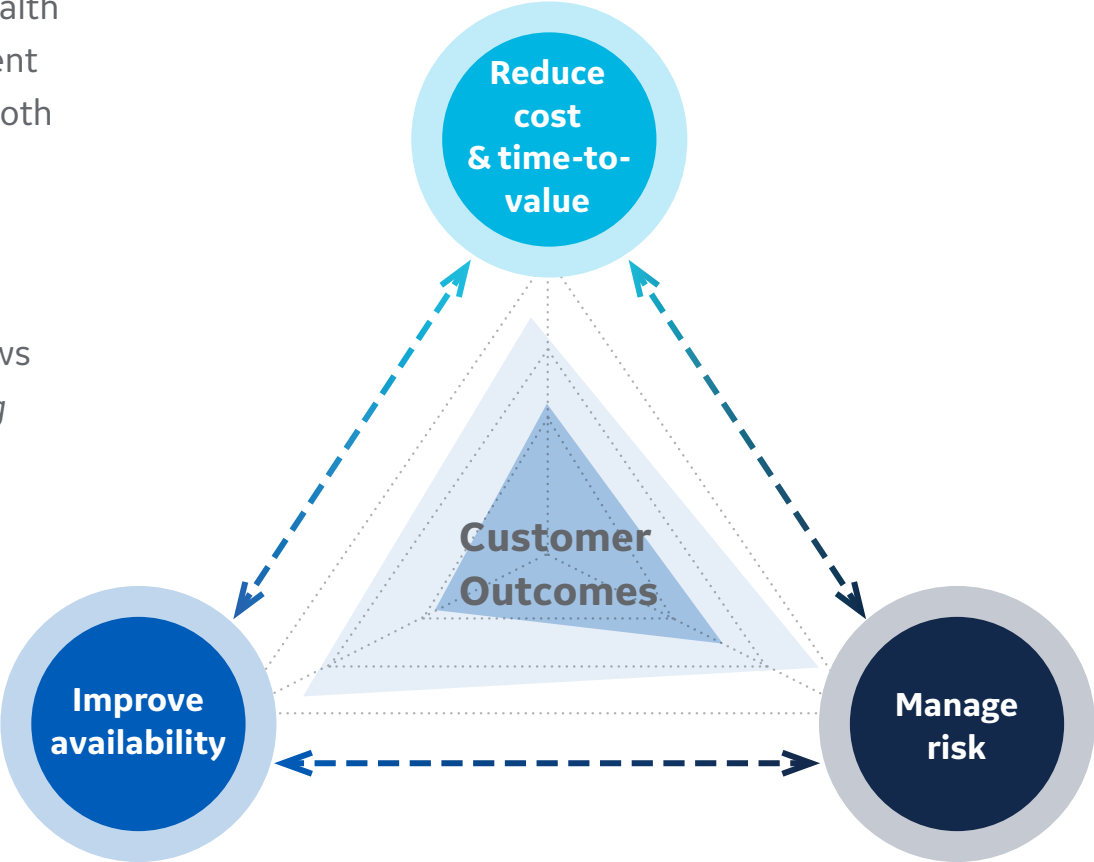 Reduce
cost
& time-to-
value
Customer
Outcomes
Improve
availability
Manage
risk